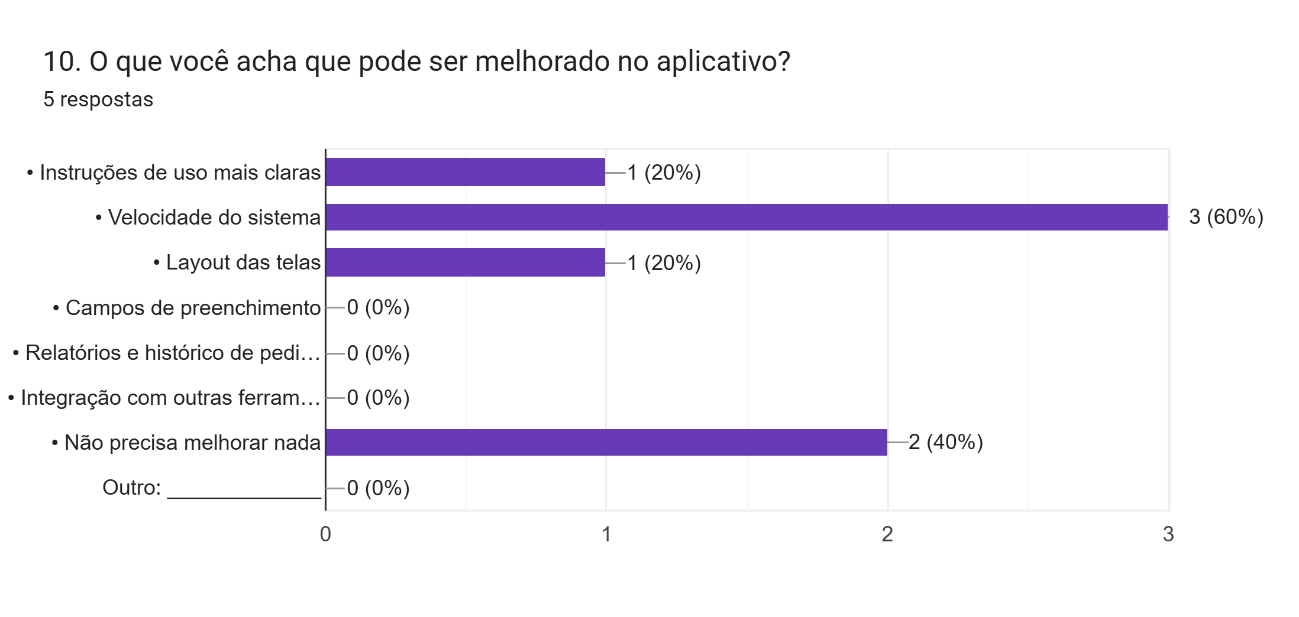 10. O que você acha que pode ser melhorado no aplicativo?
5 respostas
• Instruções de uso mais claras 1 (20%)
• Velocidade do sistema 3 (60%)
• Layout das telas 1 (20%)
• Campos de preenchimento 0 (0%)
• Relatórios e histórico de pedi… 0 (0%)
• Integração com outras ferram… 0 (0%)
• Não precisa melhorar nada 2 (40%)
Outro: _____________ 0 (0%)
0 1 2 3